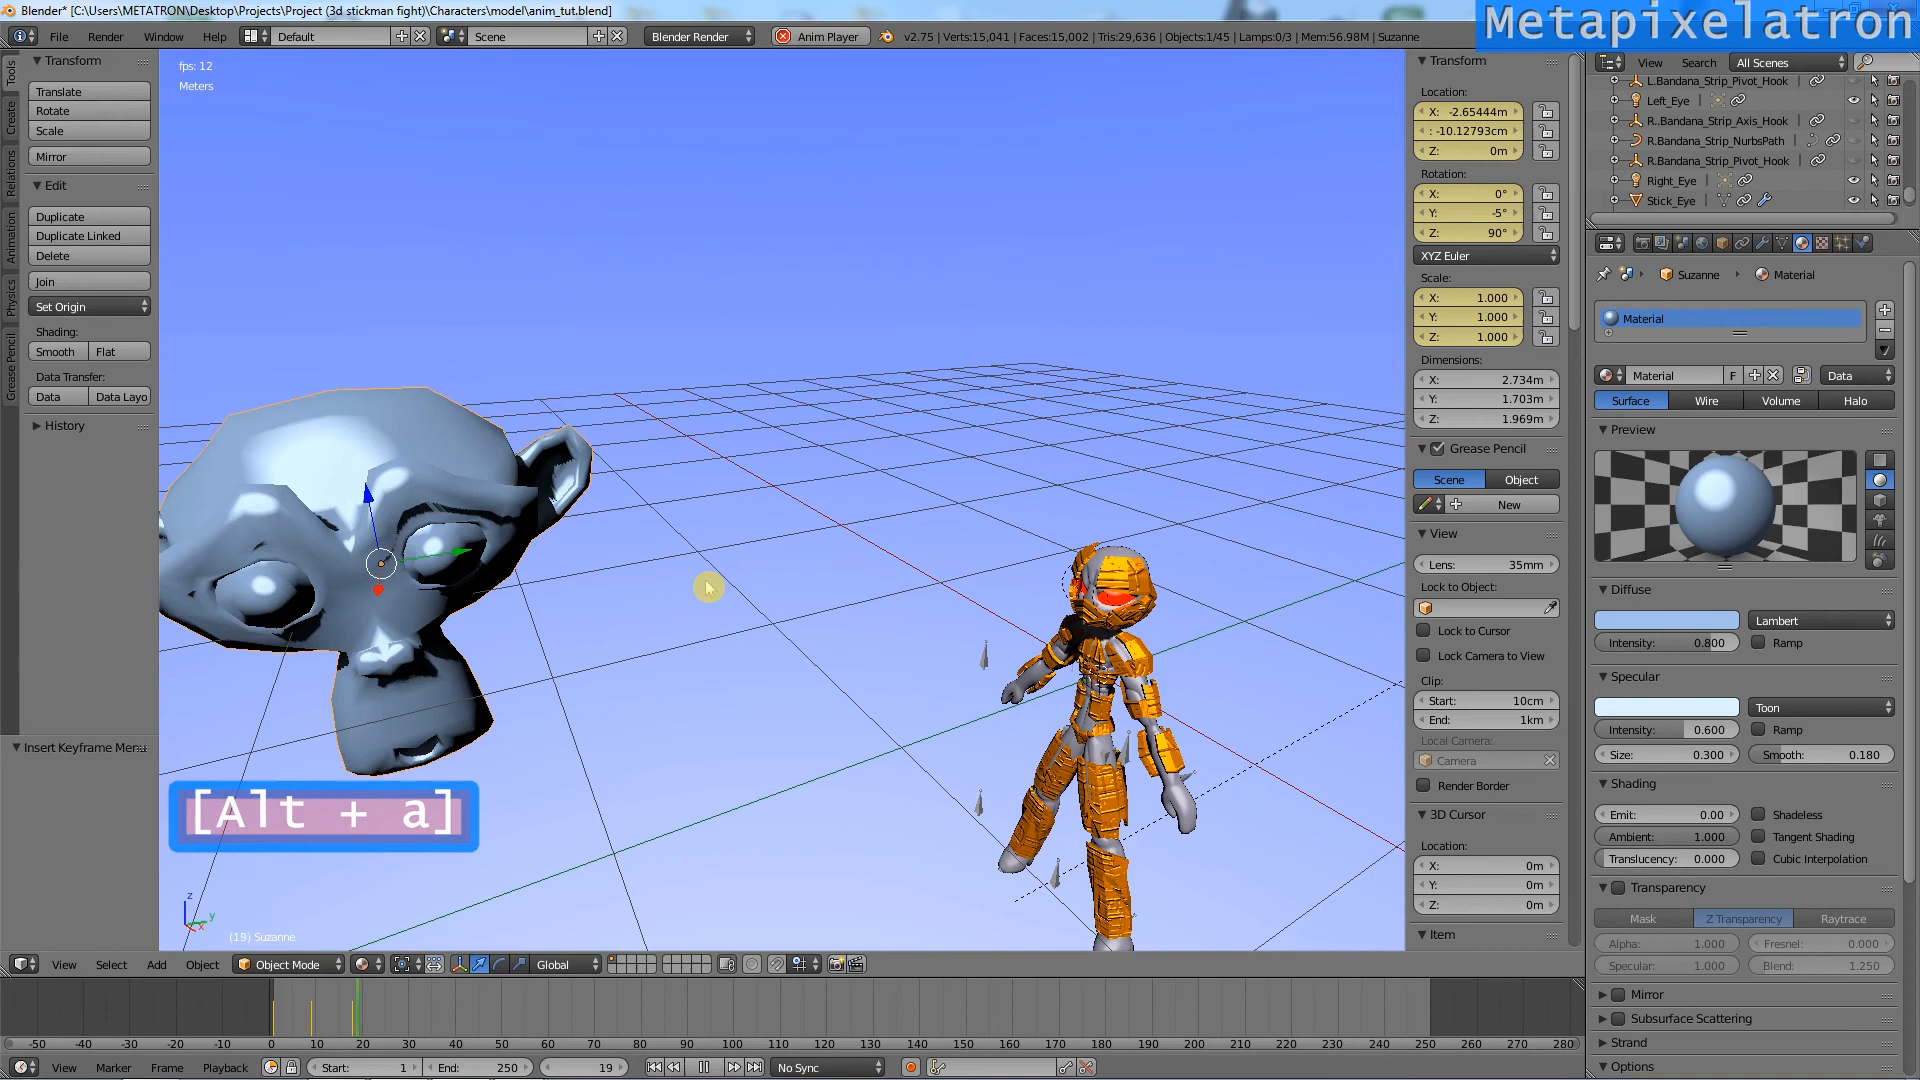 Blender* [C:\Users\METATRON\Desktop\Projects\Project (3d stickman fight)\Characters\model\anim_tut.blend]
Metapixelatron
File Render Window Help Default Scene Blender Render Anim Player v2.75 | Verts:15,041 | Faces:15,002 | Tris:29,636 | Objects:1/45 | Lamps:0/3 | Mem:56.98M | Suzanne
Tools
Create
Relations
Animation
Physics
Grease Pencil
Transform
Translate
Rotate
Scale
Mirror
Edit
Duplicate
Duplicate Linked
Delete
Join
Set Origin
Shading:
Smooth Flat
Data Transfer:
Data Data Layo
History
Insert Keyframe Menu
fps: 12
Meters
[Alt + a]
z
y
x
(19) Suzanne
Transform
Location:
X: -2.65444m
: -10.12793cm
Z: 0m
Rotation:
X: 0°
Y: -5°
Z: 90°
XYZ Euler
Scale:
X: 1.000
Y: 1.000
Z: 1.000
Dimensions:
X: 2.734m
Y: 1.703m
Z: 1.969m
Grease Pencil
Scene Object
New
View
Lens: 35mm
Lock to Object:
Lock to Cursor
Lock Camera to View
Clip:
Start: 10cm
End: 1km
Local Camera:
Camera
Render Border
3D Cursor
Location:
X: 0m
Y: 0m
Z: 0m
Item
View Search All Scenes
L.Bandana_Strip_Pivot_Hook
Left_Eye
R..Bandana_Strip_Axis_Hook
R.Bandana_Strip_NurbsPath
R.Bandana_Strip_Pivot_Hook
Right_Eye
Stick_Eye
Suzanne Material
Material
Material F Data
Surface Wire Volume Halo
Preview
Diffuse
Lambert
Intensity: 0.800 Ramp
Specular
Toon
Intensity: 0.600 Ramp
Size: 0.300 Smooth: 0.180
Shading
Emit: 0.00 Shadeless
Ambient: 1.000 Tangent Shading
Translucency: 0.000 Cubic Interpolation
Transparency
Mask Z Transparency Raytrace
Alpha: 1.000 Fresnel: 0.000
Specular: 1.000 Blend: 1.250
Mirror
Subsurface Scattering
Strand
Options
View Select Add Object Object Mode Global
-50 -40 -30 -20 -10 0 10 20 30 40 50 60 70 80 90 100 110 120 130 140 150 160 170 180 190 200 210 220 230 240 250 260 270 280
View Marker Frame Playback Start: 1 End: 250 19 No Sync